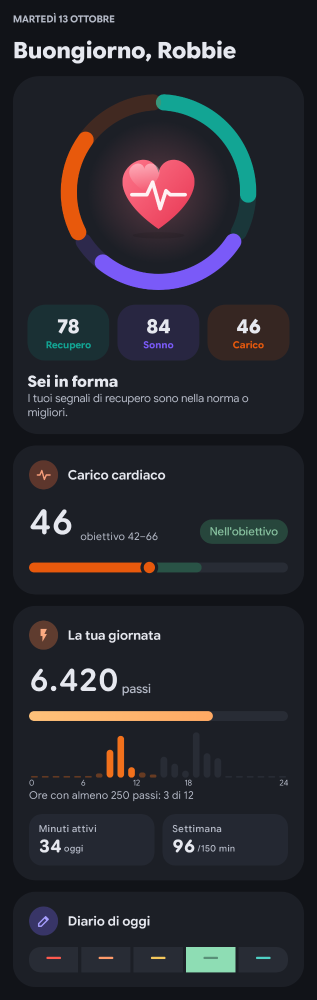 MARTEDÌ 13 OTTOBRE
Buongiorno, Robbie
78 84 46
Recupero Sonno Carico
Sei in forma
I tuoi segnali di recupero sono nella norma o
migliori.
Carico cardiaco
46 obiettivo 42–66 Nell'obiettivo
La tua giornata
6.420 passi
0 6 12 18 24
Ore con almeno 250 passi: 3 di 12
Minuti attivi Settimana
34 oggi 96 /150 min
Diario di oggi